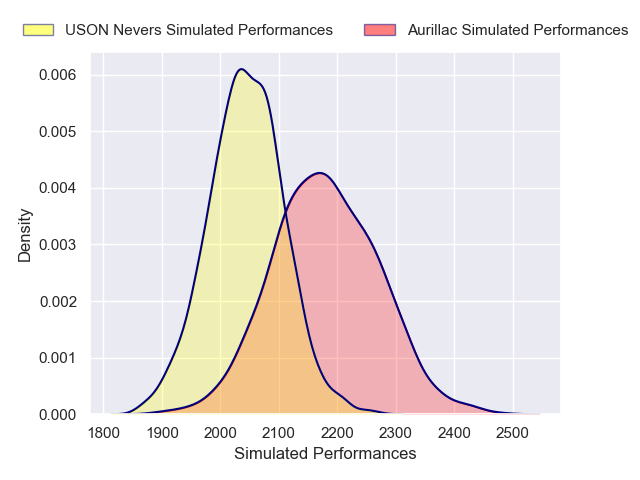 USON Nevers Simulated Performances
Aurillac Simulated Performances
0.006
0.005
0.004
0.003
0.002
0.001
0.000
Density
1800 1900 2000 2100 2200 2300 2400 2500
Simulated Performances